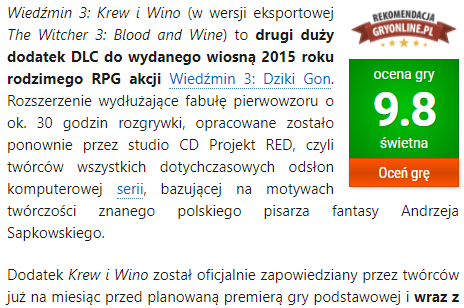 Wiedźmin 3: Krew i Wino (w wersji eksportowej
The Witcher 3: Blood and Wine) to drugi duży
dodatek DLC do wydanego wiosną 2015 roku
rodzimego RPG akcji Wiedźmin 3: Dziki Gon.
Rozszerzenie wydłużające fabułę pierwowzoru o
ok. 30 godzin rozgrywki, opracowane zostało
ponownie przez studio CD Projekt RED, czyli
twórców wszystkich dotychczasowych odsłon
komputerowej serii, bazującej na motywach
twórczości znanego polskiego pisarza fantasy Andrzeja
Sapkowskiego.
Dodatek Krew i Wino został oficjalnie zapowiedziany przez twórców
już na miesiąc przed planowaną premierą gry podstawowej i wraz z
REKOMENDACJA
GRYONLINE.PL
ocena gry
9.8
świetna
Oceń grę